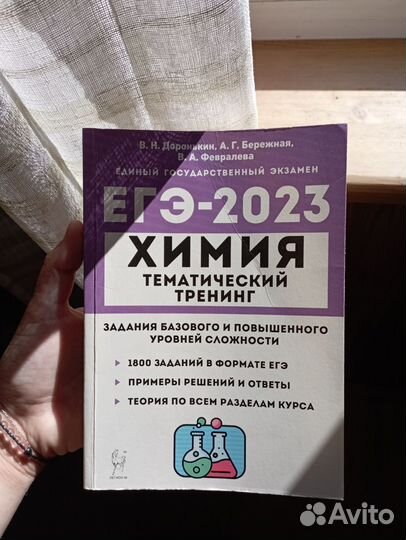 В. Н. Доронькин, А. Г. Бережная,
В. А. Февралева
ЕДИНЫЙ ГОСУДАРСТВЕННЫЙ ЭКЗАМЕН
ЕГЭ-2023
ХИМИЯ
ТЕМАТИЧЕСКИЙ
ТРЕНИНГ
ЗАДАНИЯ БАЗОВОГО И ПОВЫШЕННОГО
УРОВНЕЙ СЛОЖНОСТИ
1800 ЗАДАНИЙ В ФОРМАТЕ ЕГЭ
ПРИМЕРЫ РЕШЕНИЙ И ОТВЕТЫ
ТЕОРИЯ ПО ВСЕМ РАЗДЕЛАМ КУРСА
ЛЕГИОН-М
Avito